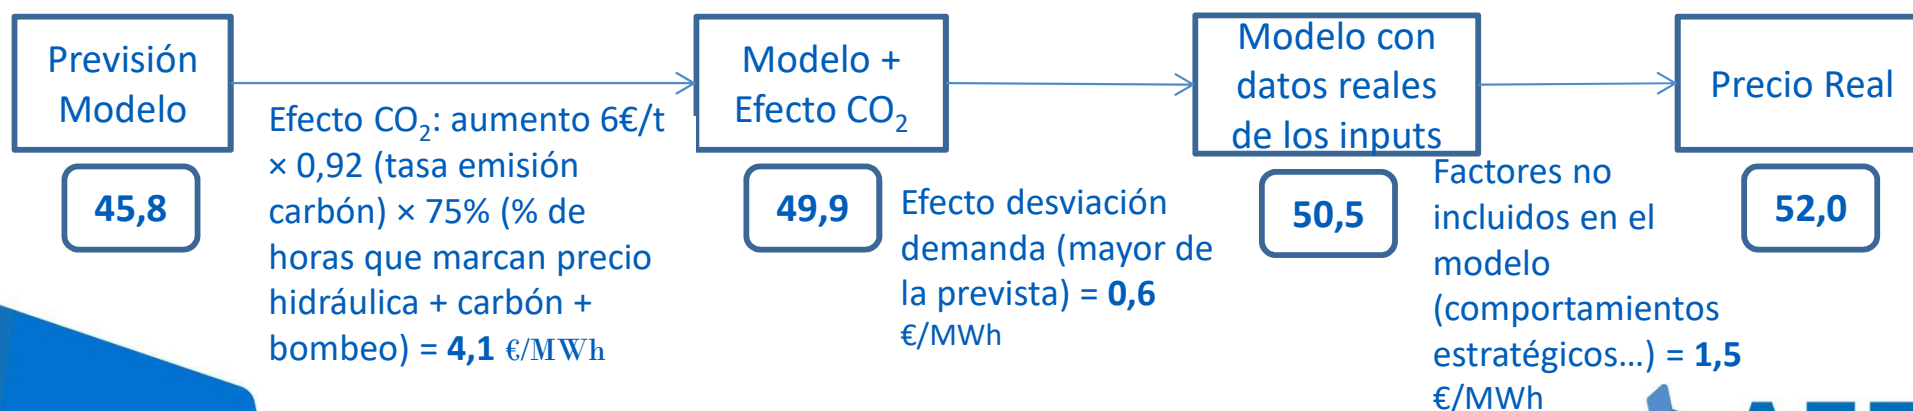 Previsión
Modelo
45,8
Efecto CO₂: aumento 6€/t
× 0,92 (tasa emisión
carbón) × 75% (% de
horas que marcan precio
hidráulica + carbón +
bombeo) = 4,1 €/MWh
Modelo +
Efecto CO₂
49,9
Efecto desviación
demanda (mayor de
la prevista) = 0,6
€/MWh
Modelo con
datos reales
de los inputs
50,5
Factores no
incluidos en el
modelo
(comportamientos
estratégicos...) = 1,5
€/MWh
Precio Real
52,0